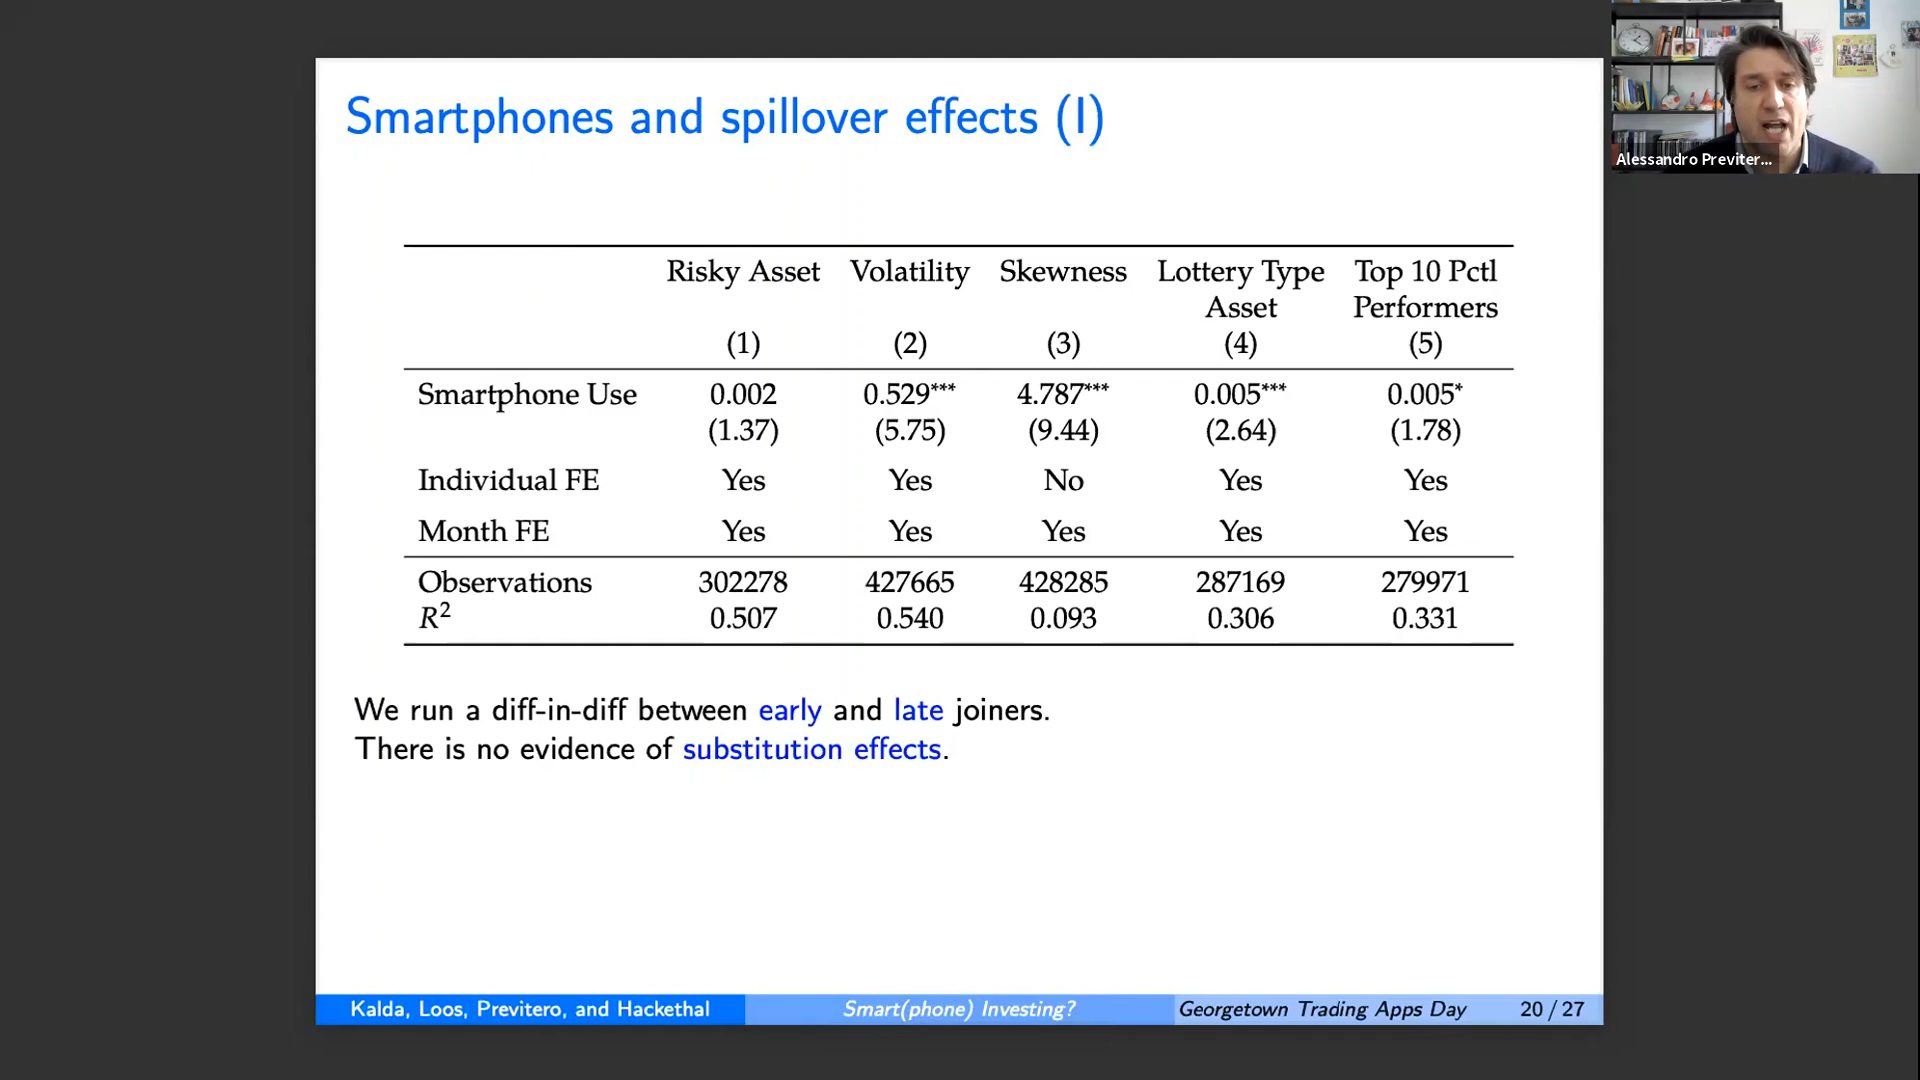 Smartphones and spillover effects (I)
Risky Asset Volatility Skewness Lottery Type Top 10 Pctl
Asset Performers
(1) (2) (3) (4) (5)
Smartphone Use 0.002 0.529*** 4.787*** 0.005*** 0.005*
(1.37) (5.75) (9.44) (2.64) (1.78)
Individual FE Yes Yes No Yes Yes
Month FE Yes Yes Yes Yes Yes
Observations 302278 427665 428285 287169 279971
R² 0.507 0.540 0.093 0.306 0.331
We run a diff-in-diff between early and late joiners.
There is no evidence of substitution effects.
Kalda, Loos, Previtero, and Hackethal Smart(phone) Investing? Georgetown Trading Apps Day 20 / 27
Alessandro Previter...